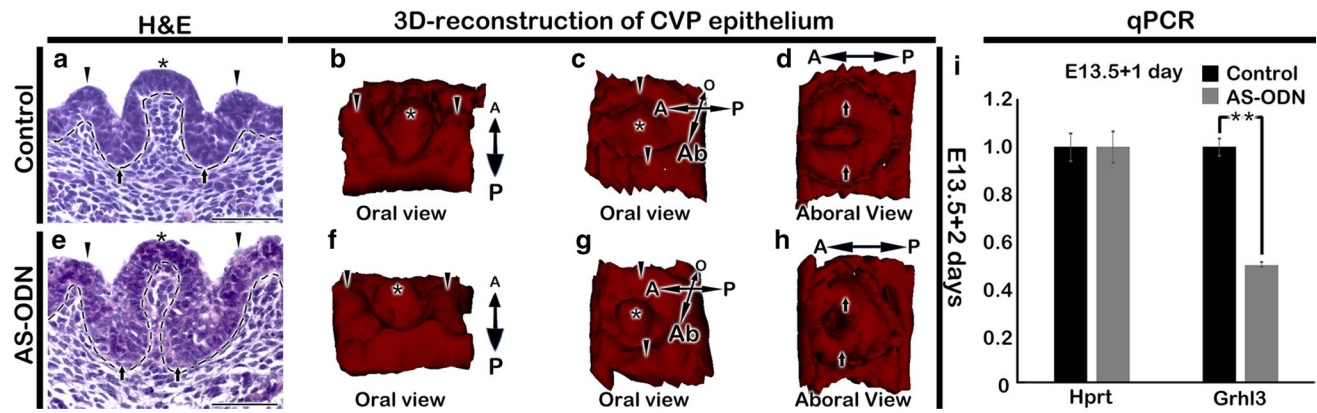 H&E
3D-reconstruction of CVP epithelium
qPCR
Control
a
*
b
*
A
P
Oral view
c
A
P
O
Ab
*
Oral view
d
A P
Aboral View
AS-ODN
e
*
f
*
A
P
Oral view
g
A
P
O
Ab
*
Oral view
h
A P
Aboral View
E13.5+2 days
i
E13.5+1 day
Control
AS-ODN
1.2
1.0
0.8
0.6
0.4
0.2
0
**
Hprt
Grhl3